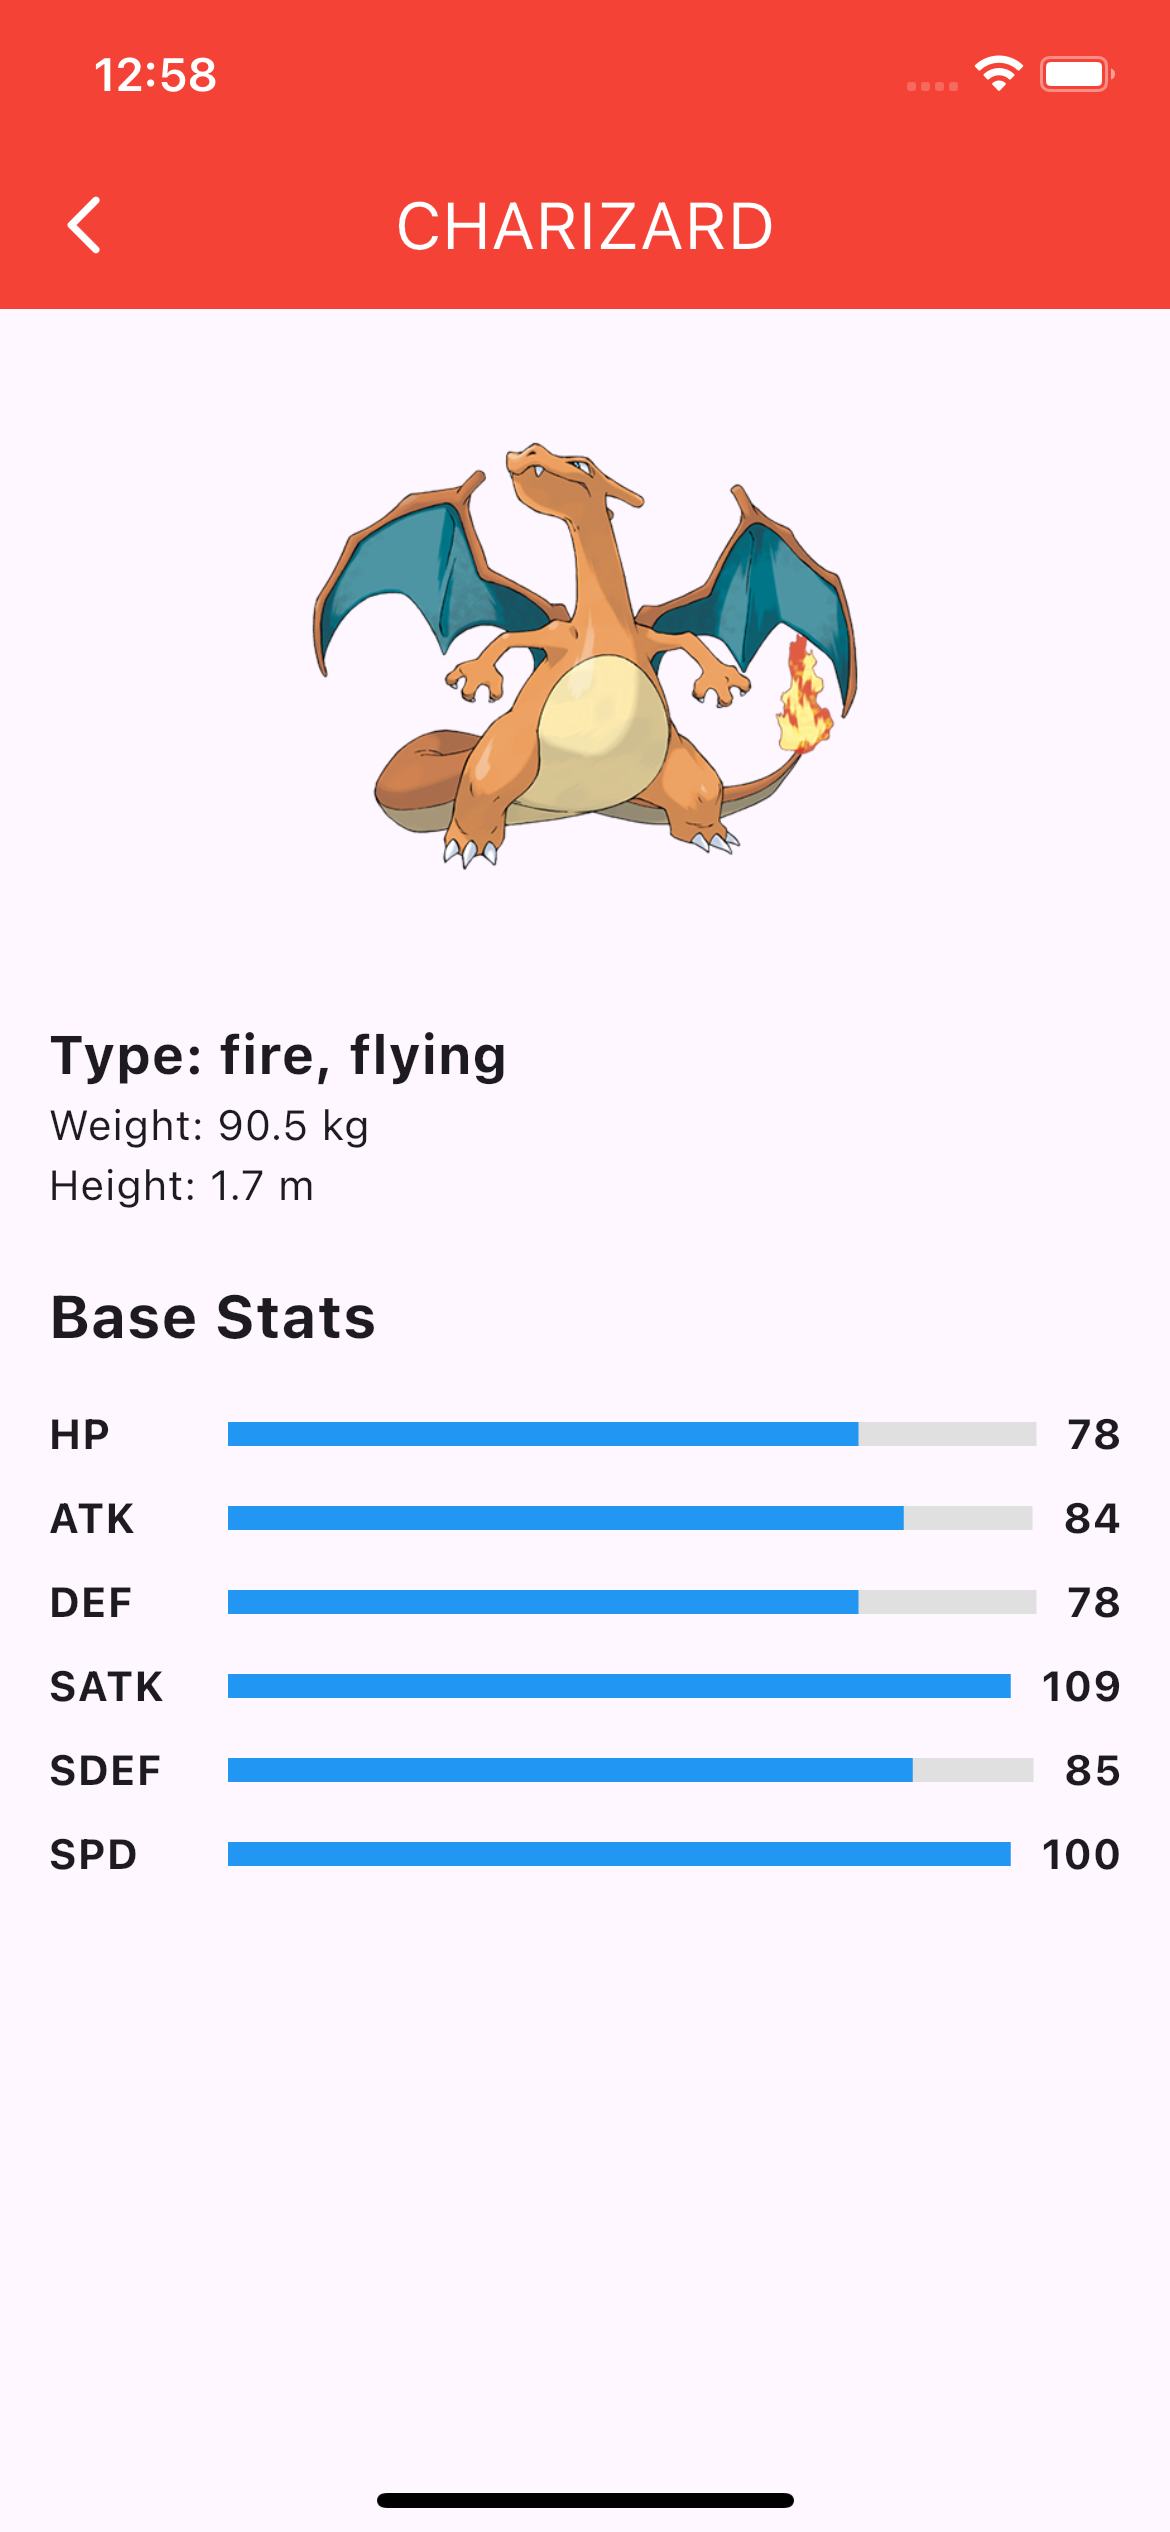 12:58
CHARIZARD
Type: fire, flying
Weight: 90.5 kg
Height: 1.7 m
Base Stats
HP 78
ATK 84
DEF 78
SATK 109
SDEF 85
SPD 100